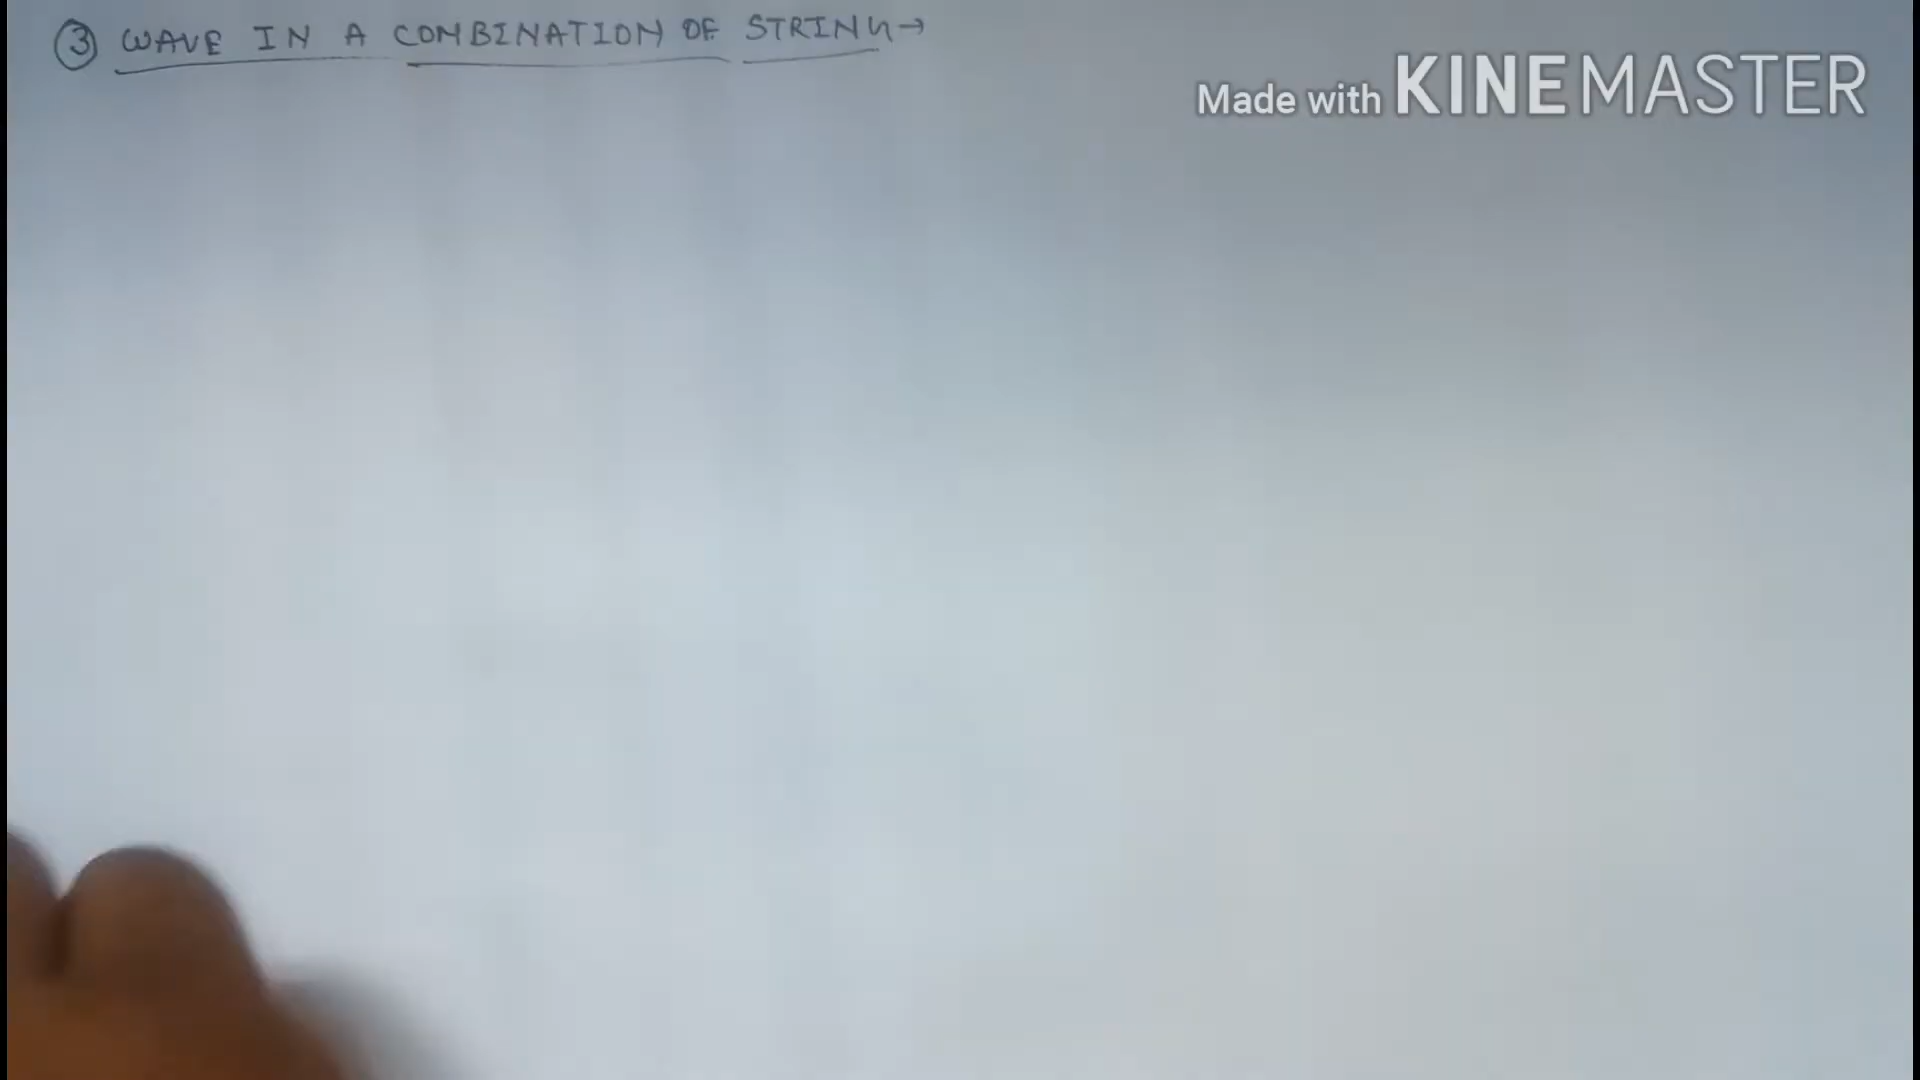 ③ WAVE IN A COMBINATION OF STRING→
Made with KINEMASTER